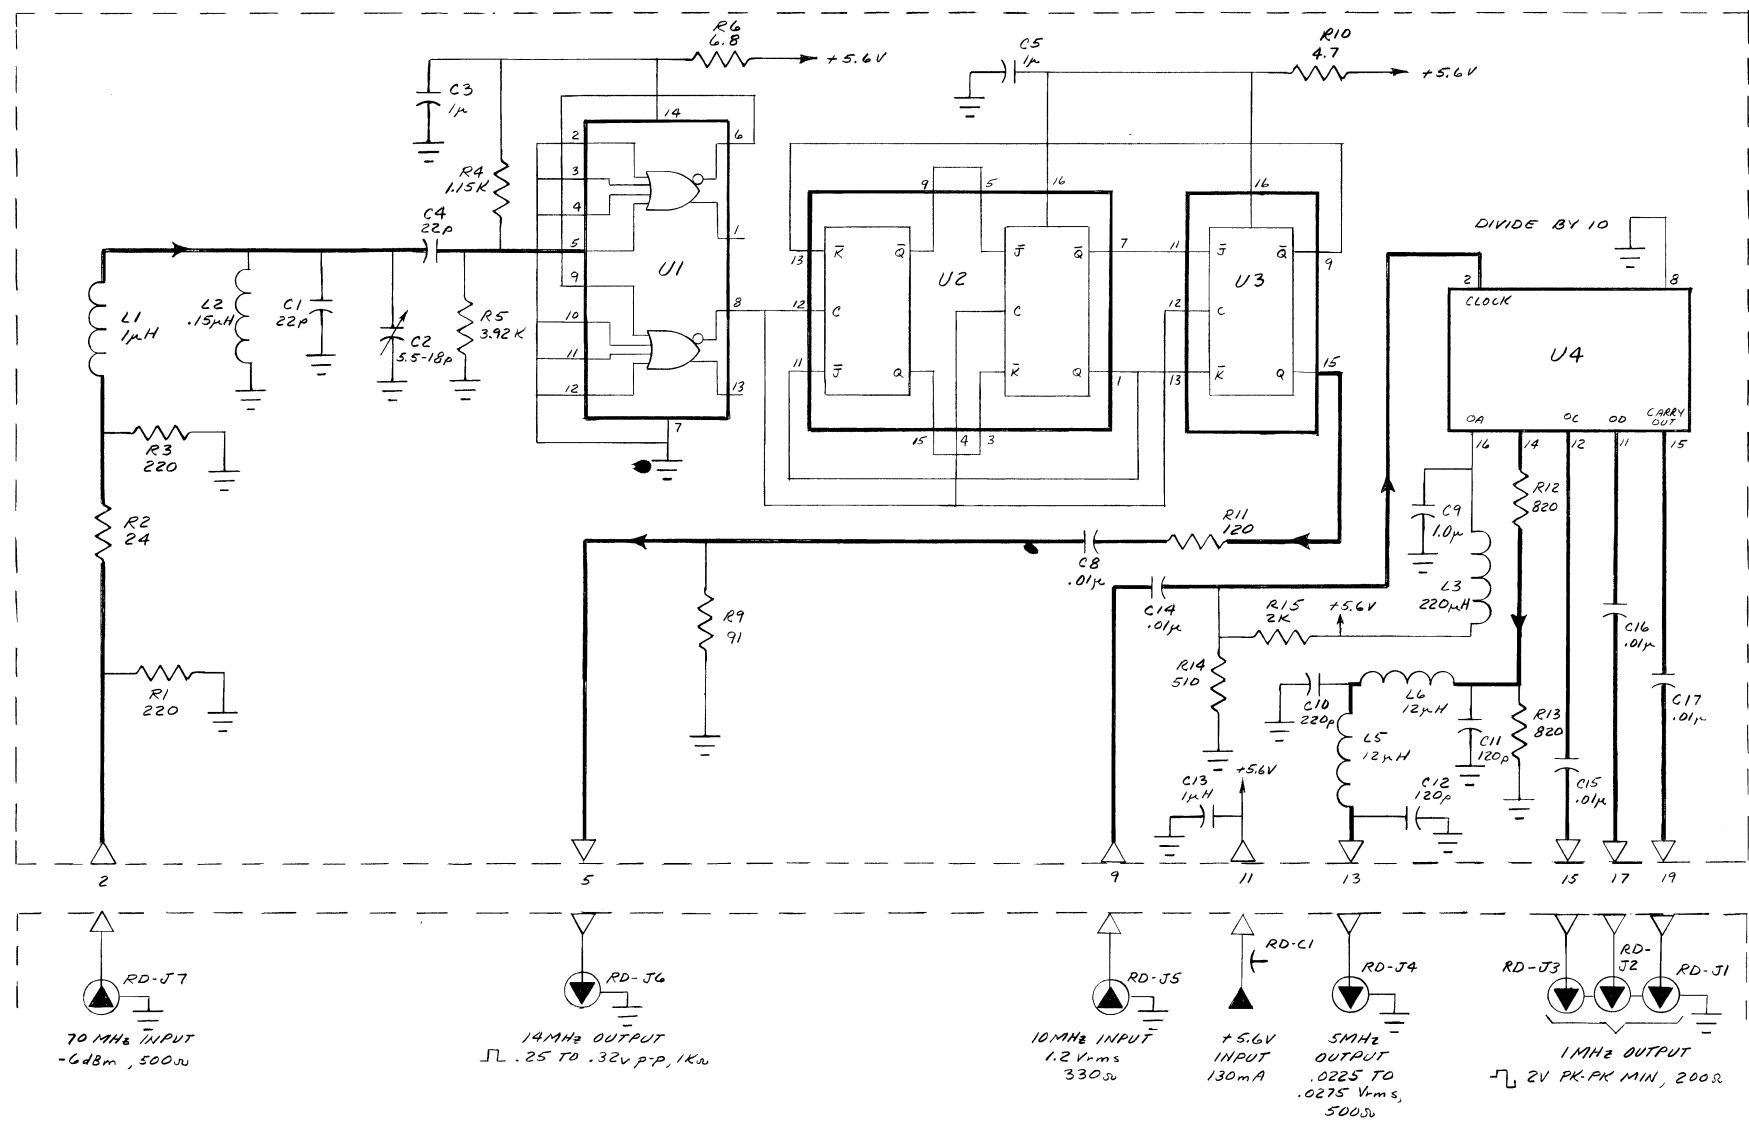 R6
6.8
+5.6V
C5
1μ
R10
4.7
+5.6V
C3
1μ
14
2
6
3
4
5
1
R4
1.15K
C4
22p
U1
9
10
11
12
8
13
7
9
5
16
13
K̅
Q̅
U2
J̅
Q̅
7
12
C
C
11
J̅
Q
K̅
Q
1
15
4
3
16
11
J̅
Q̅
9
U3
12
C
13
K̅
Q
15
DIVIDE BY 10
2
8
CLOCK
U4
OA
OC
OD
CARRY
OUT
16
14
12
11
15
L1
1μH
L2
.15μH
C1
22p
C2
5.5-18p
R5
3.92K
R3
220
R2
24
R1
220
R11
120
C8
.01μ
C14
.01μ
R9
91
R15
2K
+5.6V
R14
510
C9
1.0μ
L3
220μH
R12
820
C16
.01μ
C17
.01μ
C10
220p
L6
12μH
L5
12μH
C11
120p
R13
820
C13
1μH
+5.6V
C12
120p
C15
.01μ
2
5
9
11
13
15
17
19
RD-J7
RD-J6
RD-J5
RD-C1
RD-J4
RD-J3
RD-
J2
RD-J1
70 MHz INPUT
-6dBm, 500Ω
14MHz OUTPUT
.25 TO .32V p-p, 1KΩ
10MHz INPUT
1.2 Vrms
330Ω
+5.6V
INPUT
130mA
5MHz
OUTPUT
.0225 TO
.0275 Vrms,
500Ω
1MHz OUTPUT
2V PK-PK MIN, 200Ω